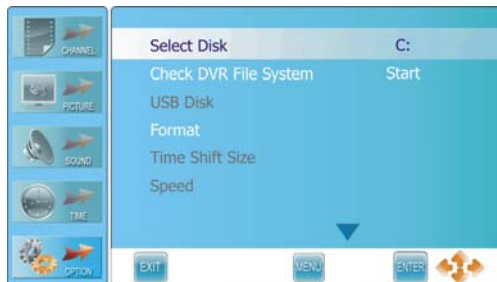 CHANNEL
PICTURE
SOUND
TIME
OPTION
Select Disk C:
Check DVR File System Start
USB Disk
Format
Time Shift Size
Speed
EXIT MENU ENTER